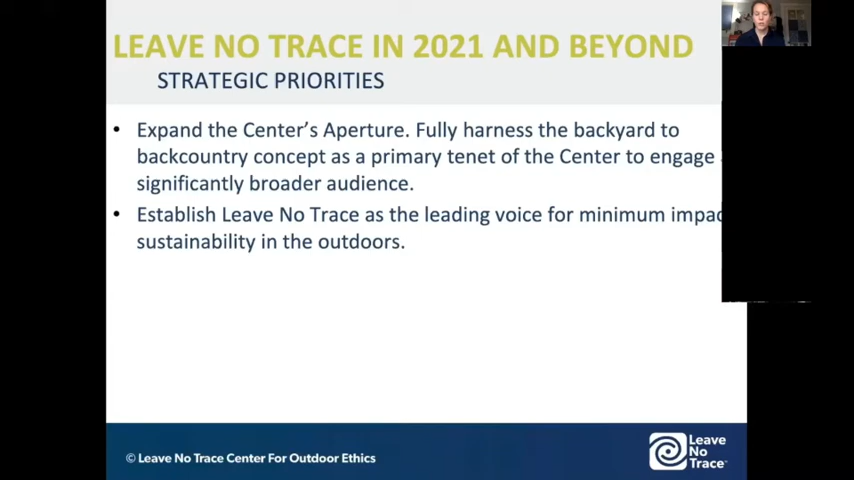 LEAVE NO TRACE IN 2021 AND BEYOND
STRATEGIC PRIORITIES
• Expand the Center's Aperture. Fully harness the backyard to
backcountry concept as a primary tenet of the Center to engage
significantly broader audience.
• Establish Leave No Trace as the leading voice for minimum impac
sustainability in the outdoors.
© Leave No Trace Center For Outdoor Ethics
Leave
No
Trace™